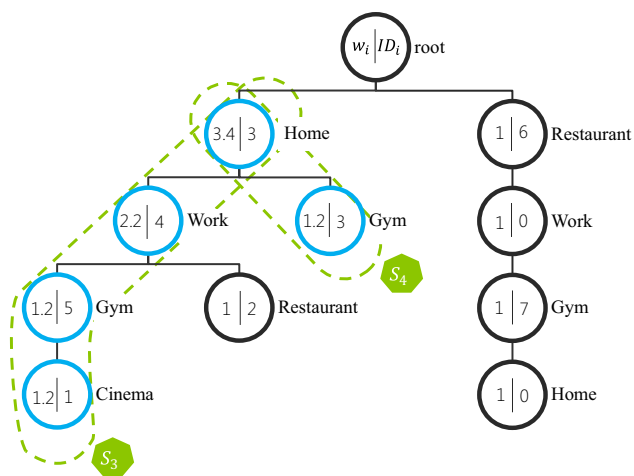 w_i | ID_i root
3.4 | 3 Home
1 | 6 Restaurant
2.2 | 4 Work
1.2 | 3 Gym
1 | 0 Work
S_4
1.2 | 5 Gym
1 | 2 Restaurant
1 | 7 Gym
1.2 | 1 Cinema
1 | 0 Home
S_3